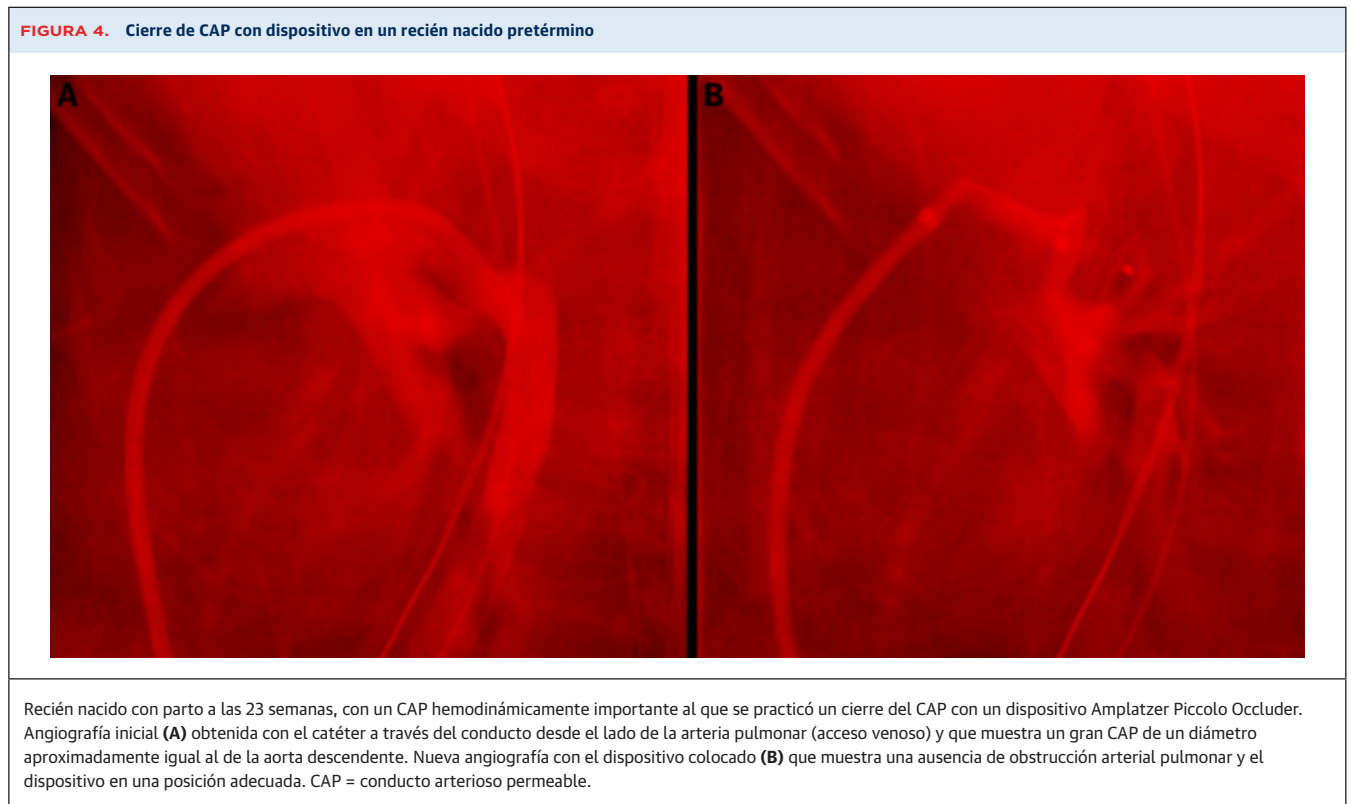 FIGURA 4. Cierre de CAP con dispositivo en un recién nacido pretérmino
A
B
Recién nacido con parto a las 23 semanas, con un CAP hemodinámicamente importante al que se practicó un cierre del CAP con un dispositivo Amplatzer Piccolo Occluder.
Angiografía inicial (A) obtenida con el catéter a través del conducto desde el lado de la arteria pulmonar (acceso venoso) y que muestra un gran CAP de un diámetro
aproximadamente igual al de la aorta descendente. Nueva angiografía con el dispositivo colocado (B) que muestra una ausencia de obstrucción arterial pulmonar y el
dispositivo en una posición adecuada. CAP = conducto arterioso permeable.